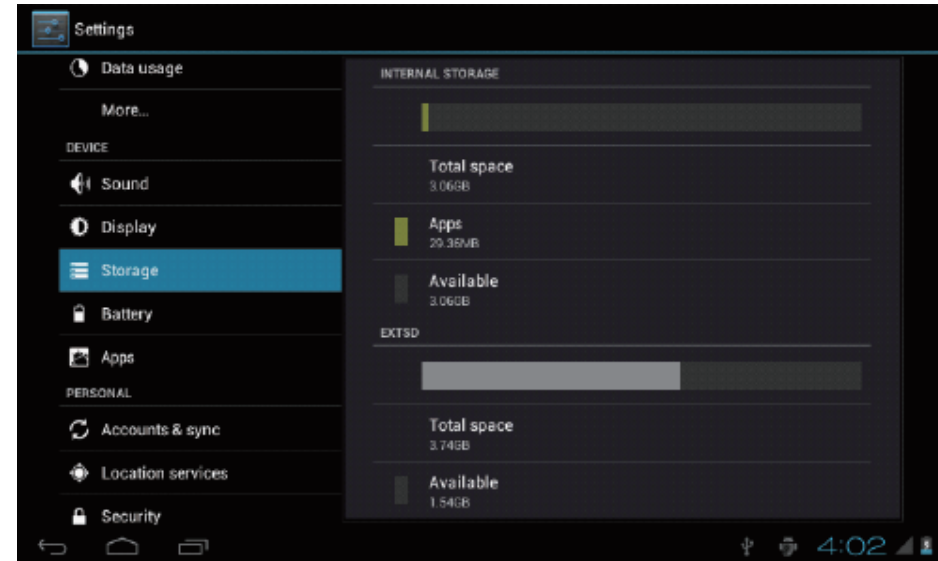 Settings
Data usage
More...
DEVICE
Sound
Display
Storage
Battery
Apps
PERSONAL
Accounts & sync
Location services
Security
INTERNAL STORAGE
Total space
3.06GB
Apps
29.36MB
Available
3.06GB
EXTSD
Total space
3.74GB
Available
1.54GB
4:02